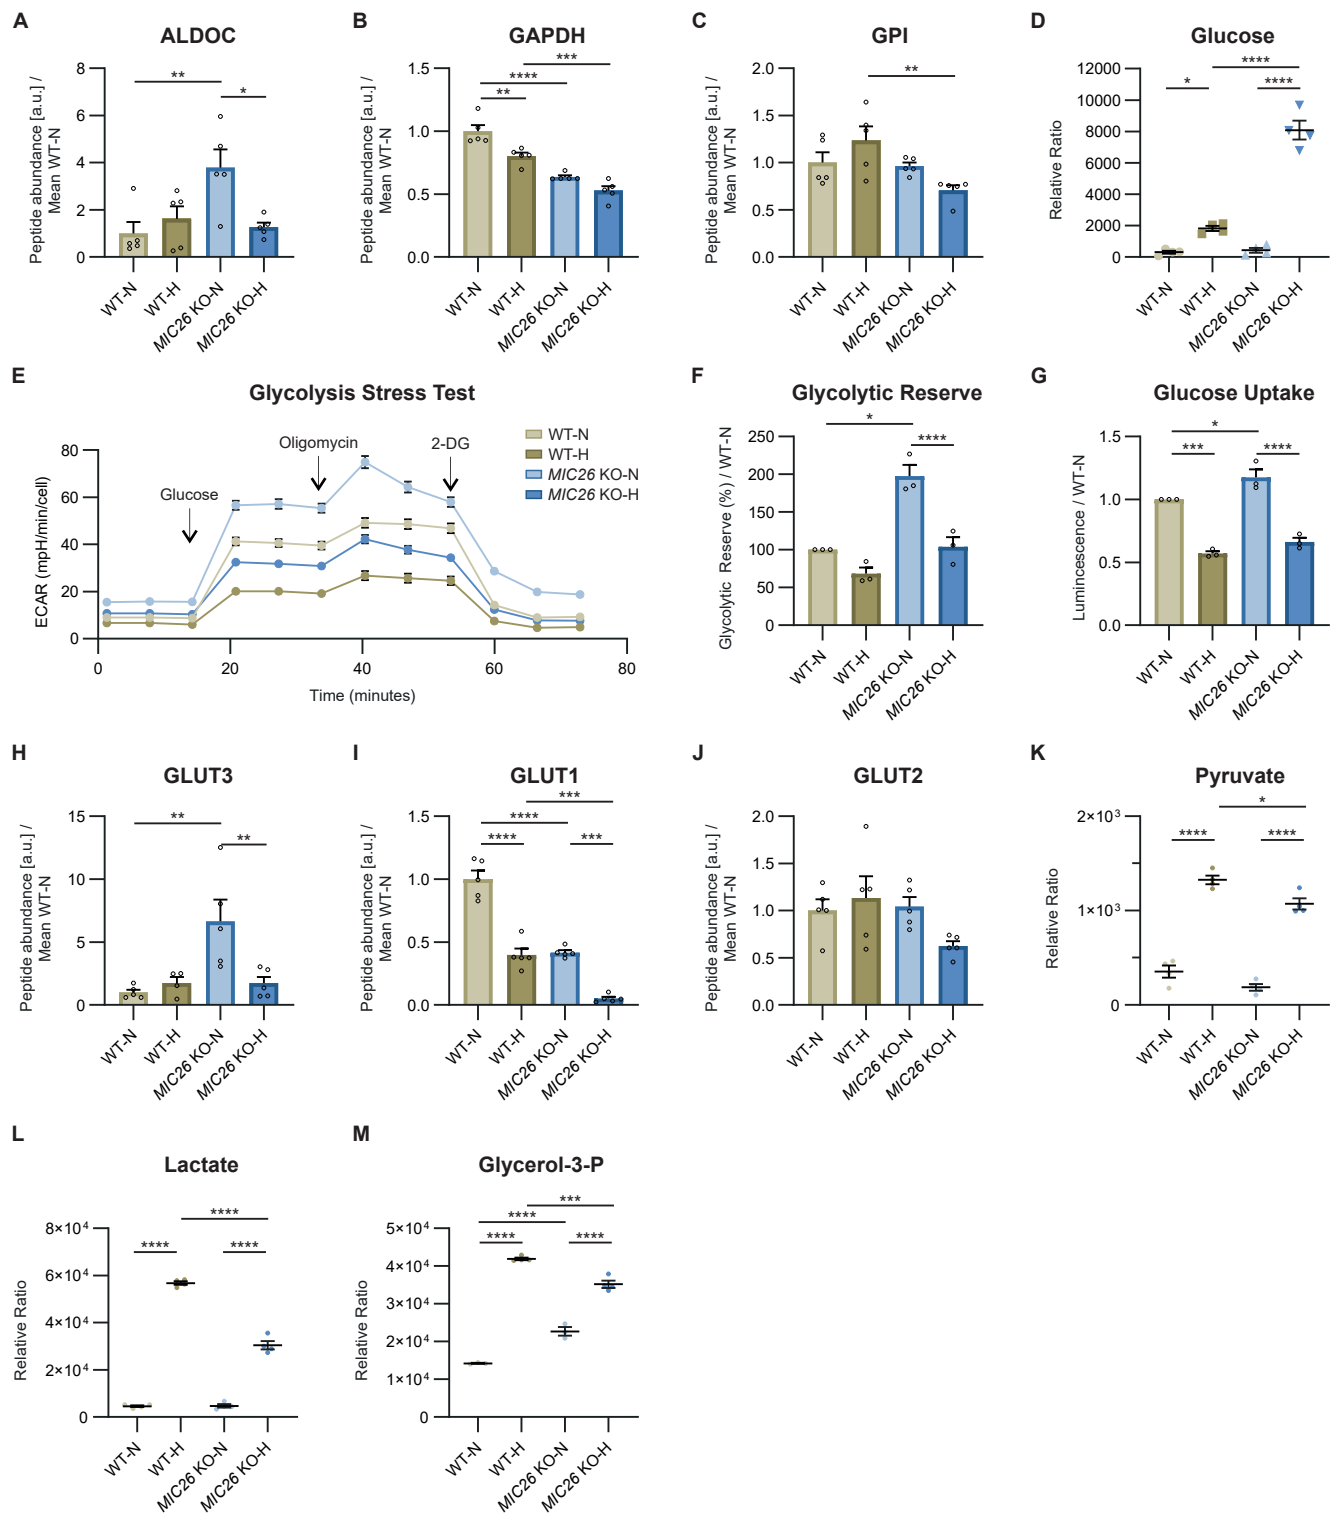 A
ALDOC
Peptide abundance [a.u.] /
Mean WT-N
8
6
4
2
0
**
*
WT-N
WT-H
MIC26 KO-N
MIC26 KO-H
B
GAPDH
Peptide abundance [a.u.] /
Mean WT-N
1.5
1.0
0.5
0.0
***
****
**
WT-N
WT-H
MIC26 KO-N
MIC26 KO-H
C
GPI
Peptide abundance [a.u.] /
Mean WT-N
2.0
1.5
1.0
0.5
0.0
**
WT-N
WT-H
MIC26 KO-N
MIC26 KO-H
D
Glucose
Relative Ratio
12000
10000
8000
6000
4000
2000
0
****
*
****
WT-N
WT-H
MIC26 KO-N
MIC26 KO-H
E
Glycolysis Stress Test
ECAR (mpH/min/cell)
80
60
40
20
0
Glucose
Oligomycin
2-DG
WT-N
WT-H
MIC26 KO-N
MIC26 KO-H
0
20
40
60
80
Time (minutes)
F
Glycolytic Reserve
Glycolytic Reserve (%) / WT-N
250
200
150
100
50
0
*
****
WT-N
WT-H
MIC26 KO-N
MIC26 KO-H
G
Glucose Uptake
Lumincescence / WT-N
1.5
1.0
0.5
0.0
*
***
****
WT-N
WT-H
MIC26 KO-N
MIC26 KO-H
H
GLUT3
Peptide abundance [a.u.] /
Mean WT-N
15
10
5
0
**
**
WT-N
WT-H
MIC26 KO-N
MIC26 KO-H
I
GLUT1
Peptide abundance [a.u.] /
Mean WT-N
1.5
1.0
0.5
0.0
***
****
****
***
WT-N
WT-H
MIC26 KO-N
MIC26 KO-H
J
GLUT2
Peptide abundance [a.u.] /
Mean WT-N
2.0
1.5
1.0
0.5
0.0
WT-N
WT-H
MIC26 KO-N
MIC26 KO-H
K
Pyruvate
Relative Ratio
2×10³
1×10³
0
*
****
****
WT-N
WT-H
MIC26 KO-N
MIC26 KO-H
L
Lactate
Relative Ratio
8×10⁴
6×10⁴
4×10⁴
2×10⁴
0
****
****
****
WT-N
WT-H
MIC26 KO-N
MIC26 KO-H
M
Glycerol-3-P
Relative Ratio
5×10⁴
4×10⁴
3×10⁴
2×10⁴
1×10⁴
0
***
****
****
****
WT-N
WT-H
MIC26 KO-N
MIC26 KO-H